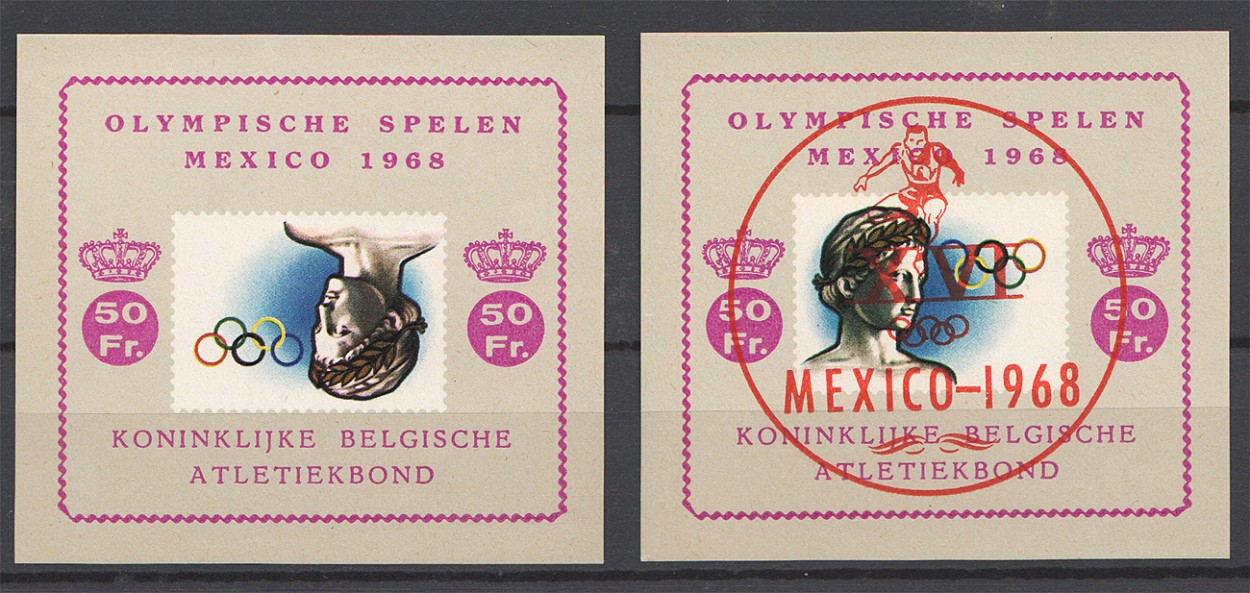 OLYMPISCHE SPELEN
MEXICO 1968
50 Fr.
50 Fr.
KONINKLIJKE BELGISCHE
ATLETIEKBOND
OLYMPISCHE SPELEN
MEXICO 1968
XVI
50 Fr.
50 Fr.
MEXICO–1968
KONINKLIJKE BELGISCHE
ATLETIEKBOND